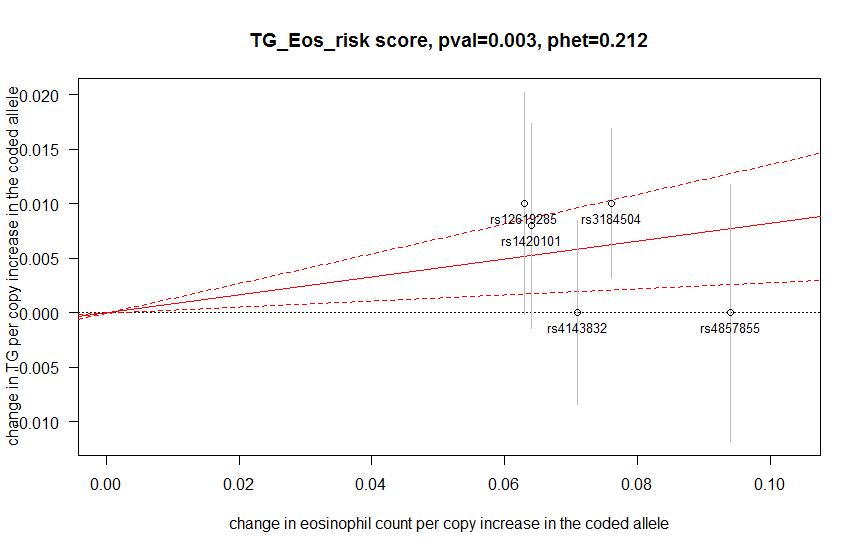 TG_Eos_risk score, pval=0.003, phet=0.212
change in TG per copy increase in the coded allele
0.020
0.015
0.010
0.005
0.000
-0.005
-0.010
rs12619285
rs3184504
rs1420101
rs4143832
rs4857855
0.00 0.02 0.04 0.06 0.08 0.10
change in eosinophil count per copy increase in the coded allele